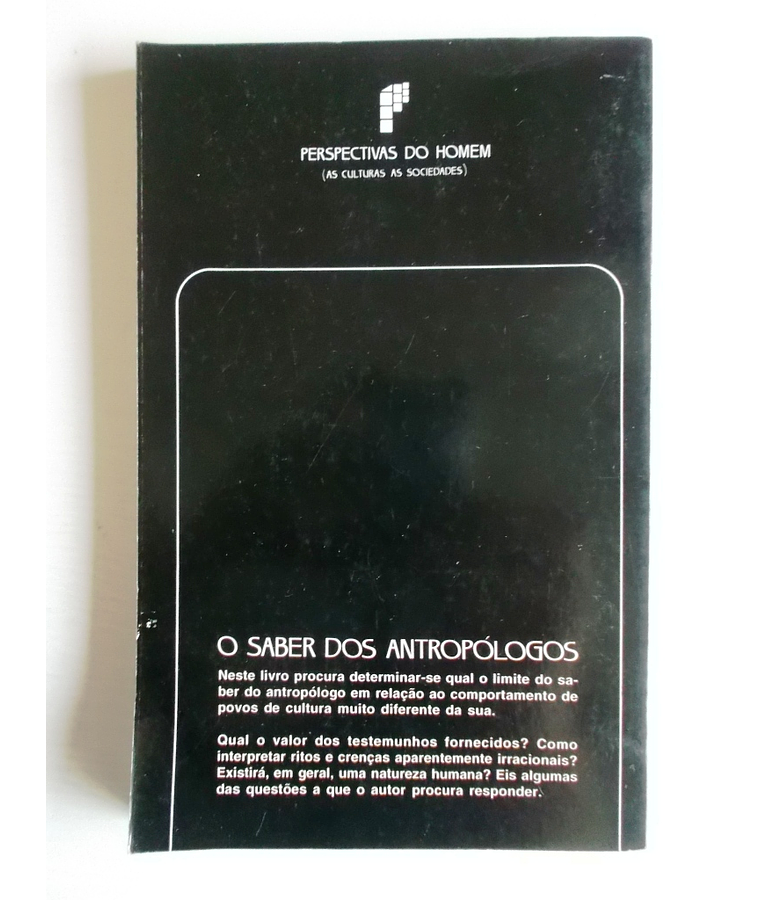 PERSPECTIVAS DO HOMEM
(AS CULTURAS AS SOCIEDADES)
O SABER DOS ANTROPÓLOGOS
Neste livro procura determinar-se qual o limite do sa-
ber do antropólogo em relação ao comportamento de
povos de cultura muito diferente da sua.
Qual o valor dos testemunhos fornecidos? Como
interpretar ritos e crenças aparentemente irracionais?
Existirá, em geral, uma natureza humana? Eis algumas
das questões a que o autor procura responder.